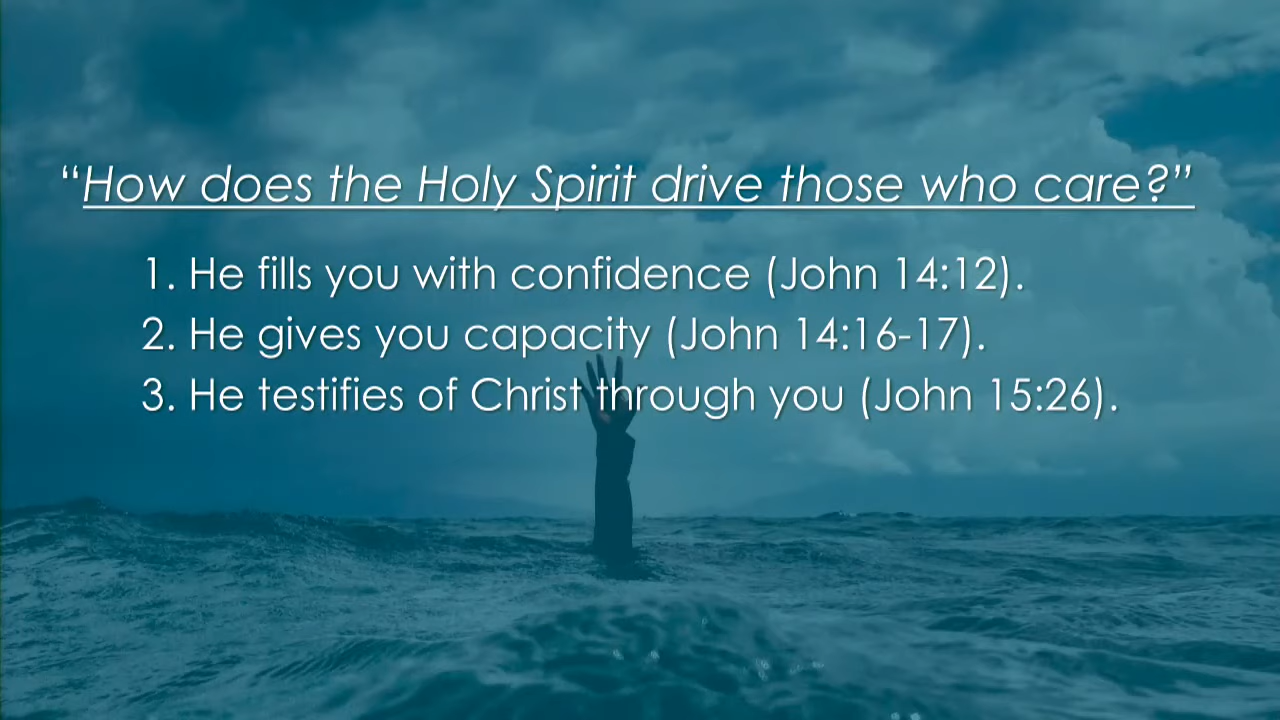 “How does the Holy Spirit drive those who care?”
1. He fills you with confidence (John 14:12).
2. He gives you capacity (John 14:16-17).
3. He testifies of Christ through you (John 15:26).